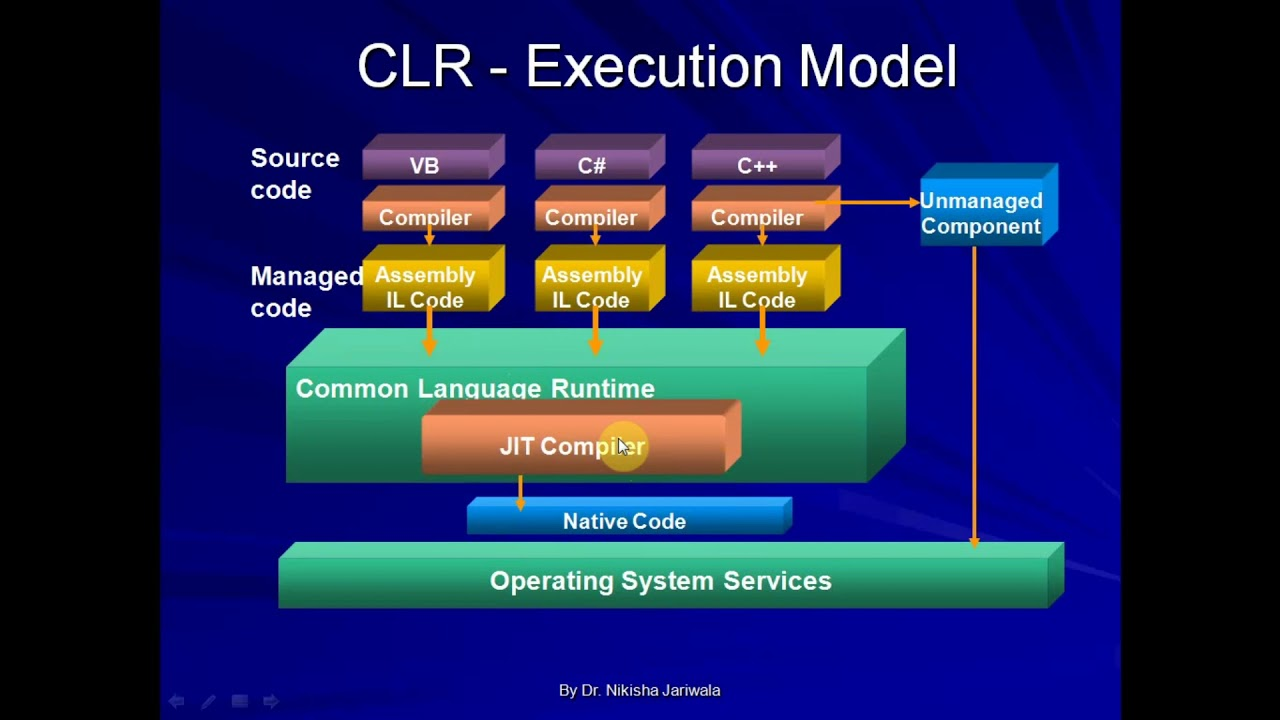 CLR - Execution Model
Source
code
VB
C#
C++
Compiler
Compiler
Compiler
Unmanaged
Component
Managed
code
Assembly
IL Code
Assembly
IL Code
Assembly
IL Code
Common Language Runtime
JIT Compiler
Native Code
Operating System Services
By Dr. Nikisha Jariwala